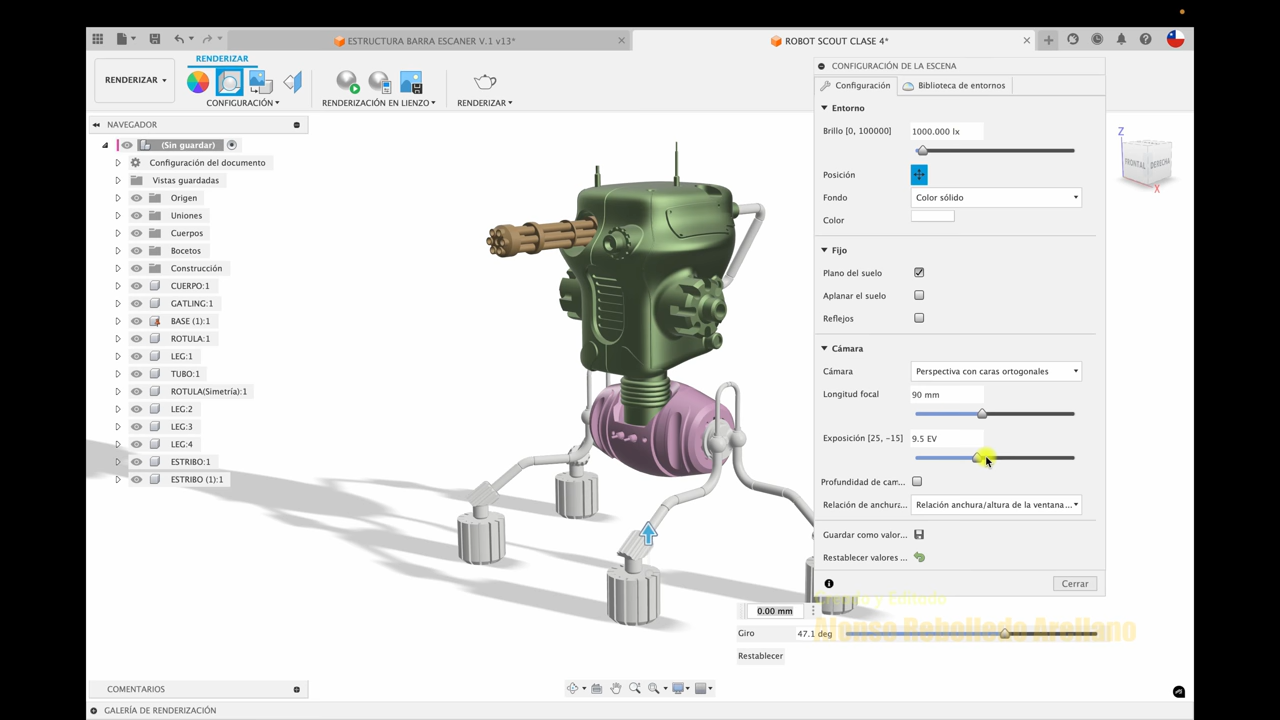 ESTRUCTURA BARRA ESCANER V.1 v13*
ROBOT SCOUT CLASE 4*
RENDERIZAR
RENDERIZAR
CONFIGURACIÓN
RENDERIZACIÓN EN LIENZO
RENDERIZAR
NAVEGADOR
(Sin guardar)
Configuración del documento
Vistas guardadas
Origen
Uniones
Cuerpos
Bocetos
Construcción
CUERPO:1
GATLING:1
BASE (1):1
ROTULA:1
LEG:1
TUBO:1
ROTULA(Simetría):1
LEG:2
LEG:3
LEG:4
ESTRIBO:1
ESTRIBO (1):1
CONFIGURACIÓN DE LA ESCENA
Configuración
Biblioteca de entornos
Entorno
Brillo [0, 100000] 1000.000 lx
Posición
Fondo Color sólido
Color
Fijo
Plano del suelo
Aplanar el suelo
Reflejos
Cámara
Cámara Perspectiva con caras ortogonales
Longitud focal 90 mm
Exposición [25, -15] 9.5 EV
Profundidad de cam...
Relación de anchura... Relación anchura/altura de la ventana...
Guardar como valor...
Restablecer valores ...
Cerrar
Z
FRONTAL DERECHA
X
y Editado
Alonso Rebolledo Arellano
0.00 mm
Giro 47.1 deg
Restablecer
COMENTARIOS
GALERÍA DE RENDERIZACIÓN